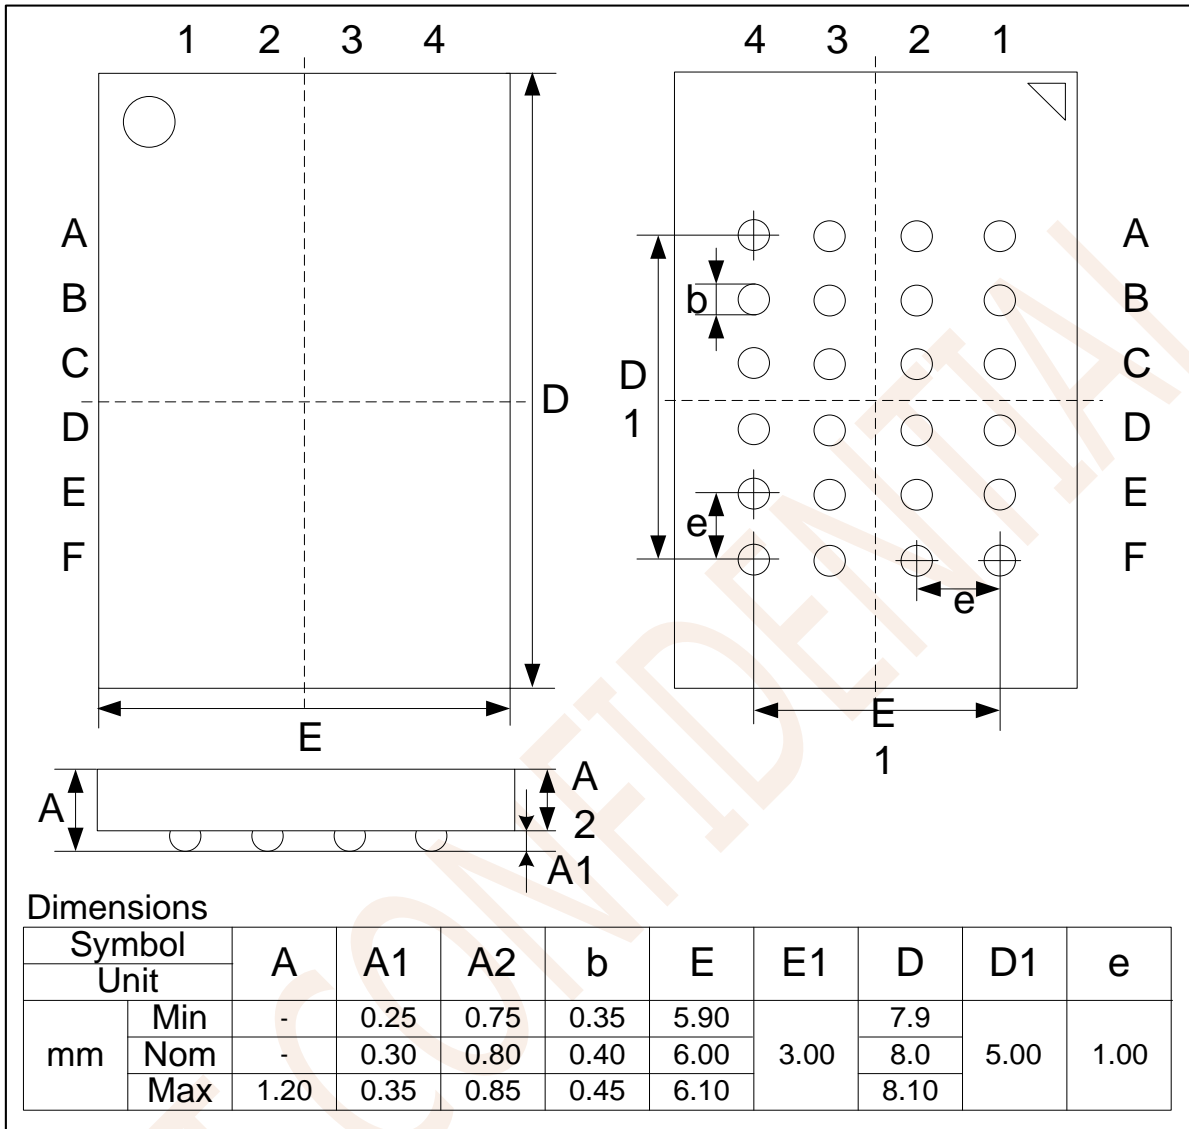 1 2 3 4
4 3 2 1
A
B
C
D
E
F
D
E
A
B
C
D
E
F
b
D
1
e
e
E
1
A
A
2
A1
CONFIDENTIAL
Dimensions
Symbol A A1 A2 b E E1 D D1 e
Unit
mm Min - 0.25 0.75 0.35 5.90 3.00 7.9 5.00 1.00
Nom - 0.30 0.80 0.40 6.00 8.0
Max 1.20 0.35 0.85 0.45 6.10 8.10